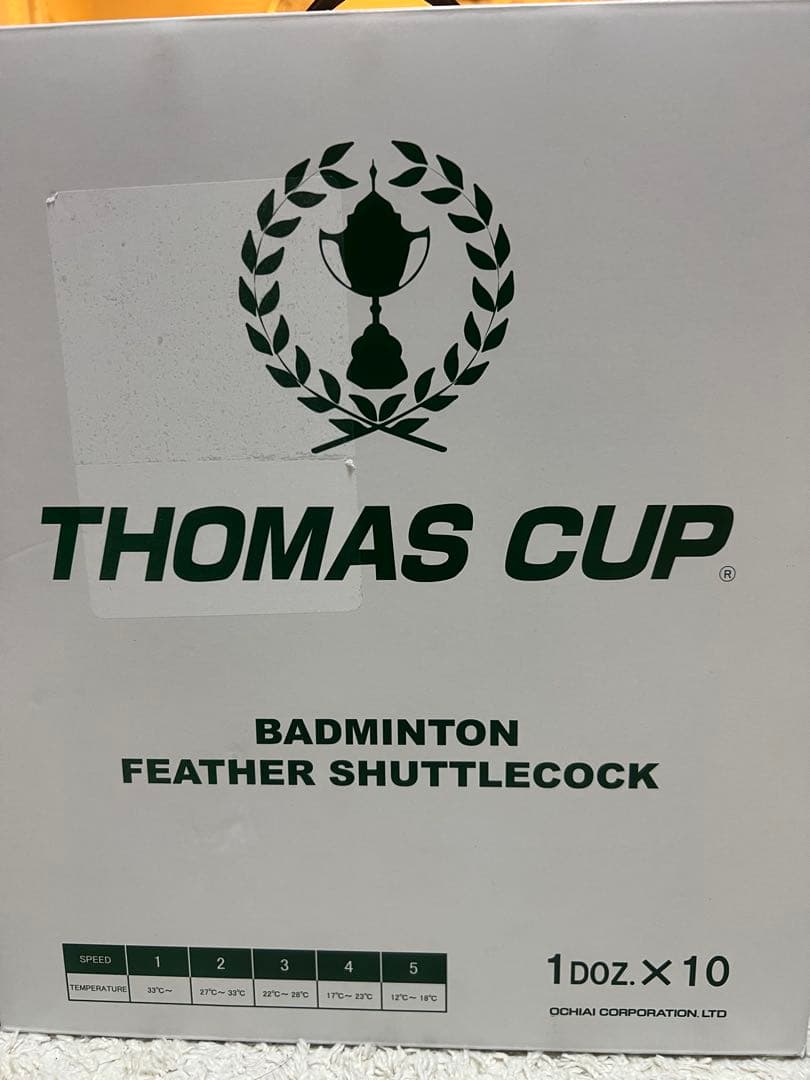 THOMAS CUP®
BADMINTON
FEATHER SHUTTLECOCK
SPEED 1 2 3 4 5
TEMPERATURE 33℃～ 27℃～ 33℃ 22℃～ 28℃ 17℃～ 23℃ 12℃～ 18℃
1DOZ.×10
OCHIAI CORPORATION.LTD